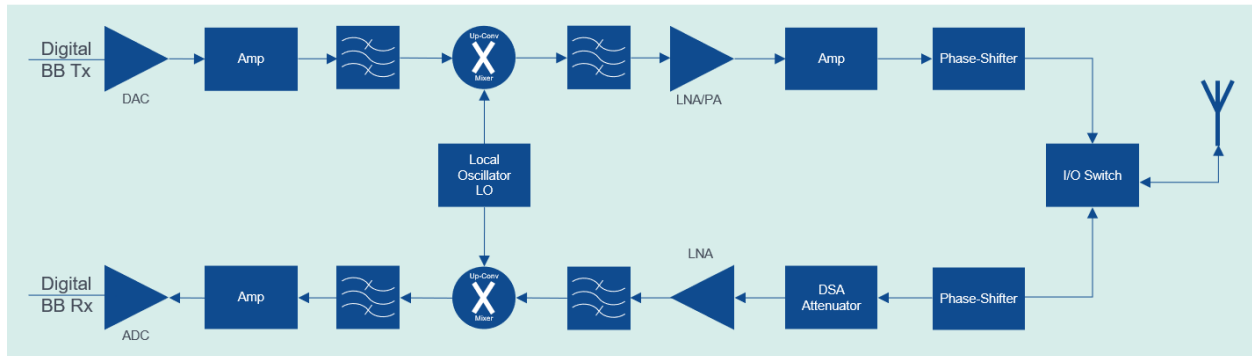 Digital
BB Tx
DAC
Amp
Up-Conv
Mixer
LNA/PA
Amp
Phase-Shifter
Local
Oscillator
LO
I/O Switch
Digital
BB Rx
ADC
Amp
Up-Conv
Mixer
LNA
DSA
Attenuator
Phase-Shifter